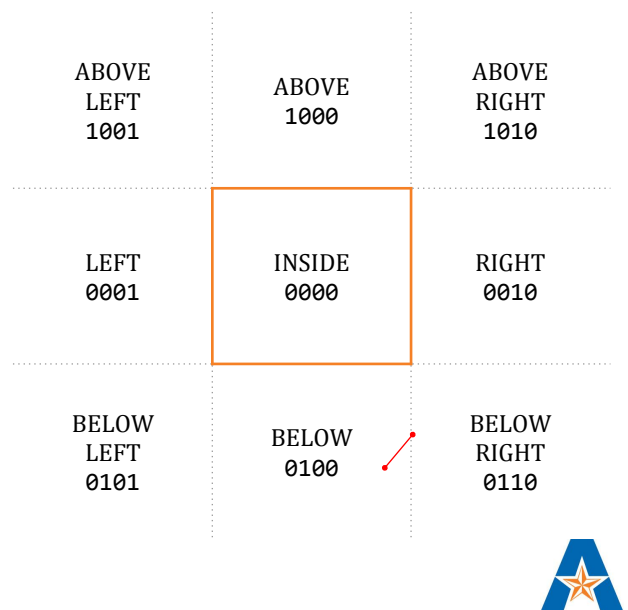 ABOVE
LEFT
1001
ABOVE
1000
ABOVE
RIGHT
1010
LEFT
0001
INSIDE
0000
RIGHT
0010
BELOW
LEFT
0101
BELOW
0100
BELOW
RIGHT
0110